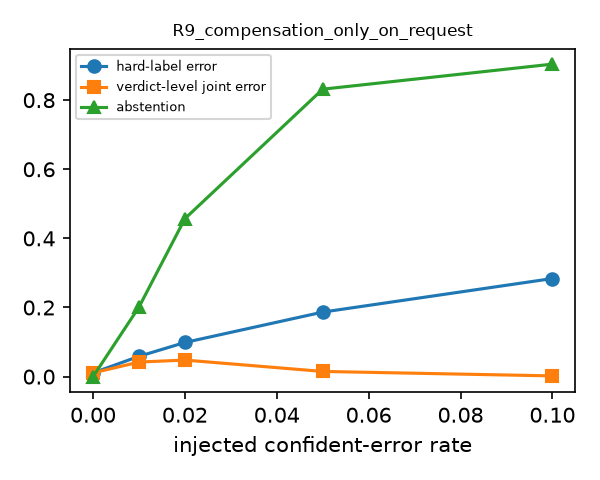 R9_compensation_only_on_request
hard-label error
verdict-level joint error
abstention
0.8
0.6
0.4
0.2
0.0
0.00 0.02 0.04 0.06 0.08 0.10
injected confident-error rate